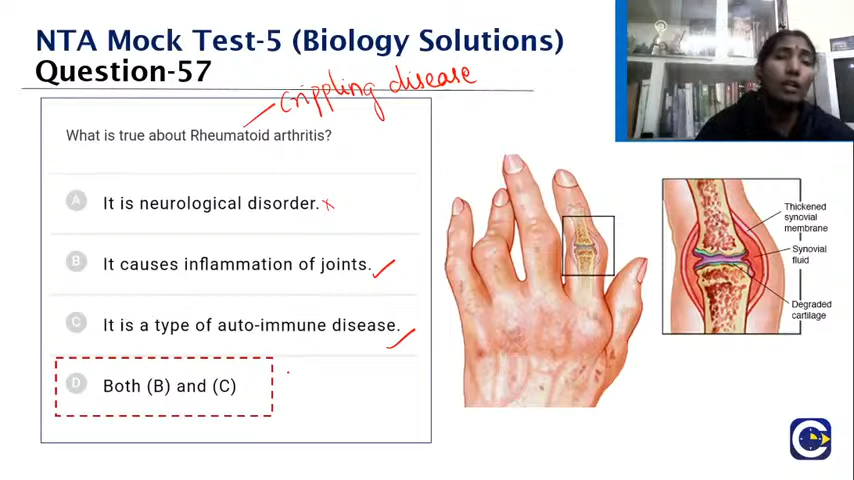 NTA Mock Test-5 (Biology Solutions)
Question-57
crippling disease
What is true about Rheumatoid arthritis?
A It is neurological disorder.
B It causes inflammation of joints.
C It is a type of auto-immune disease.
D Both (B) and (C)
Thickened
synovial
membrane
Synovial
fluid
Degraded
cartilage